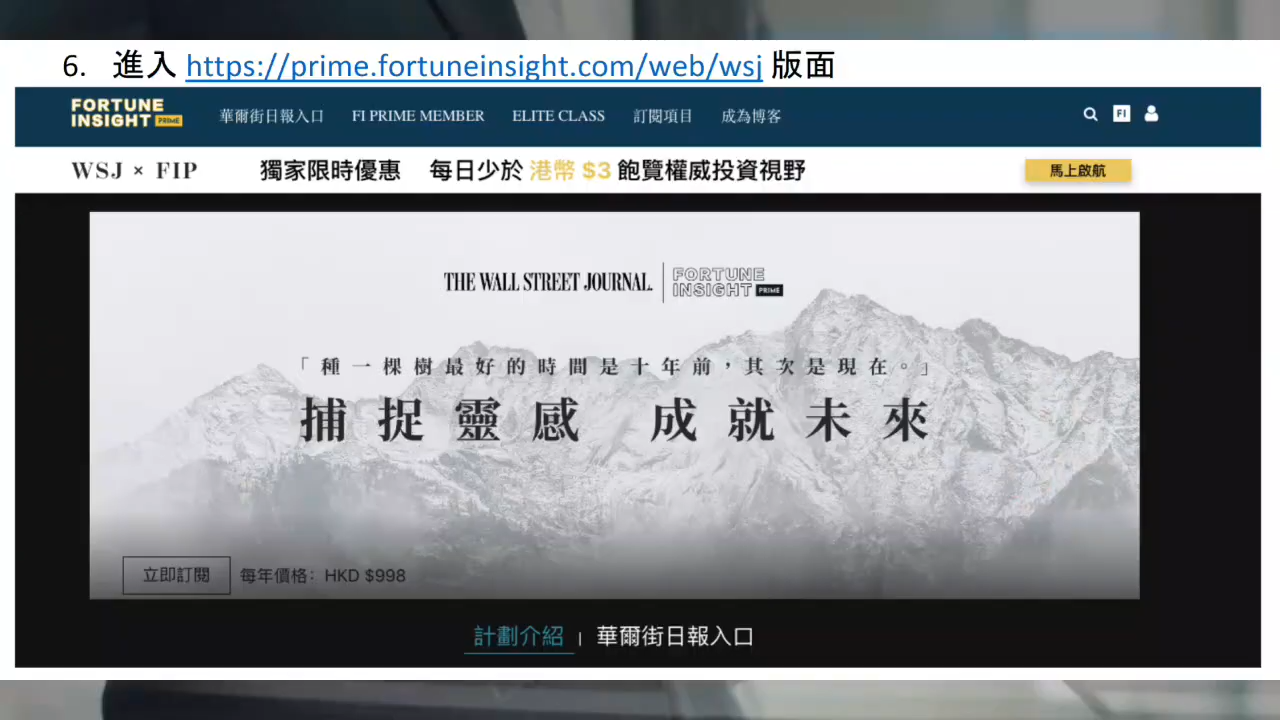 6. 進入 https://prime.fortuneinsight.com/web/wsj 版面
FORTUNE INSIGHT PRIME
華爾街日報入口 FI PRIME MEMBER ELITE CLASS 訂閱項目 成為博客 FI
WSJ × FIP 獨家限時優惠 每日少於 港幣 $3 飽覽權威投資視野 馬上啟航
THE WALL STREET JOURNAL. | FORTUNE INSIGHT PRIME
「種一棵樹最好的時間是十年前，其次是現在。」
捕捉靈感 成就未來
立即訂閱 每年價格：HKD $998
計劃介紹 | 華爾街日報入口